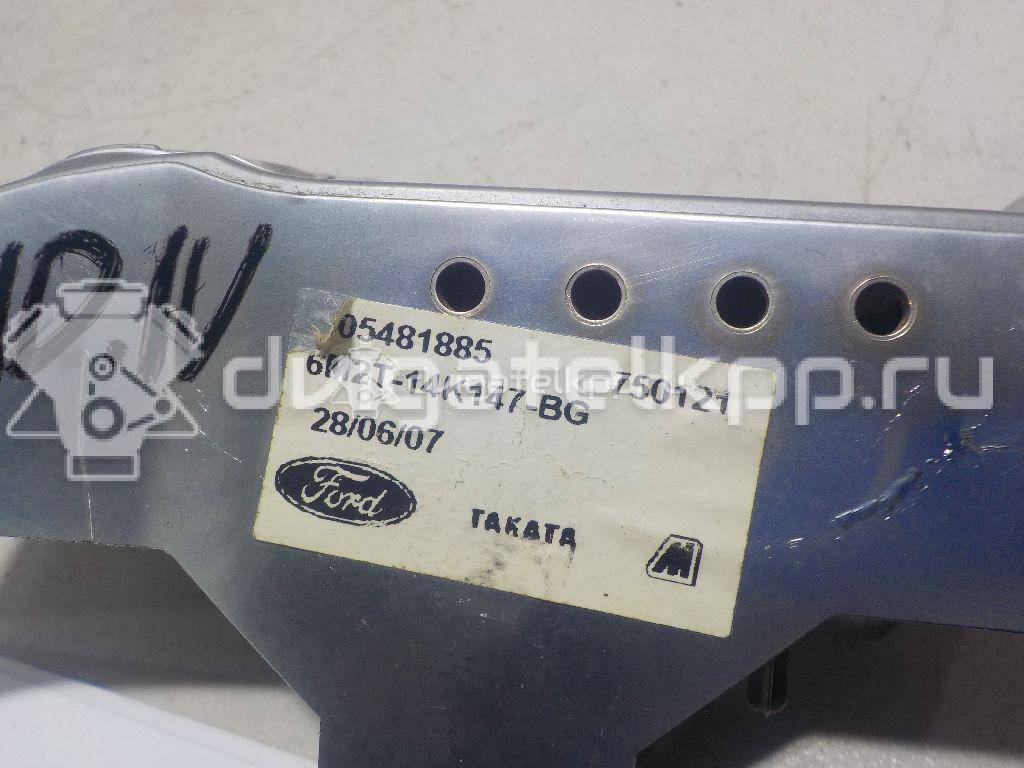 05481885
6M2T-14K147-BG
750121
28/06/07
Ford
TAKATA
dvigatelkpp.ru